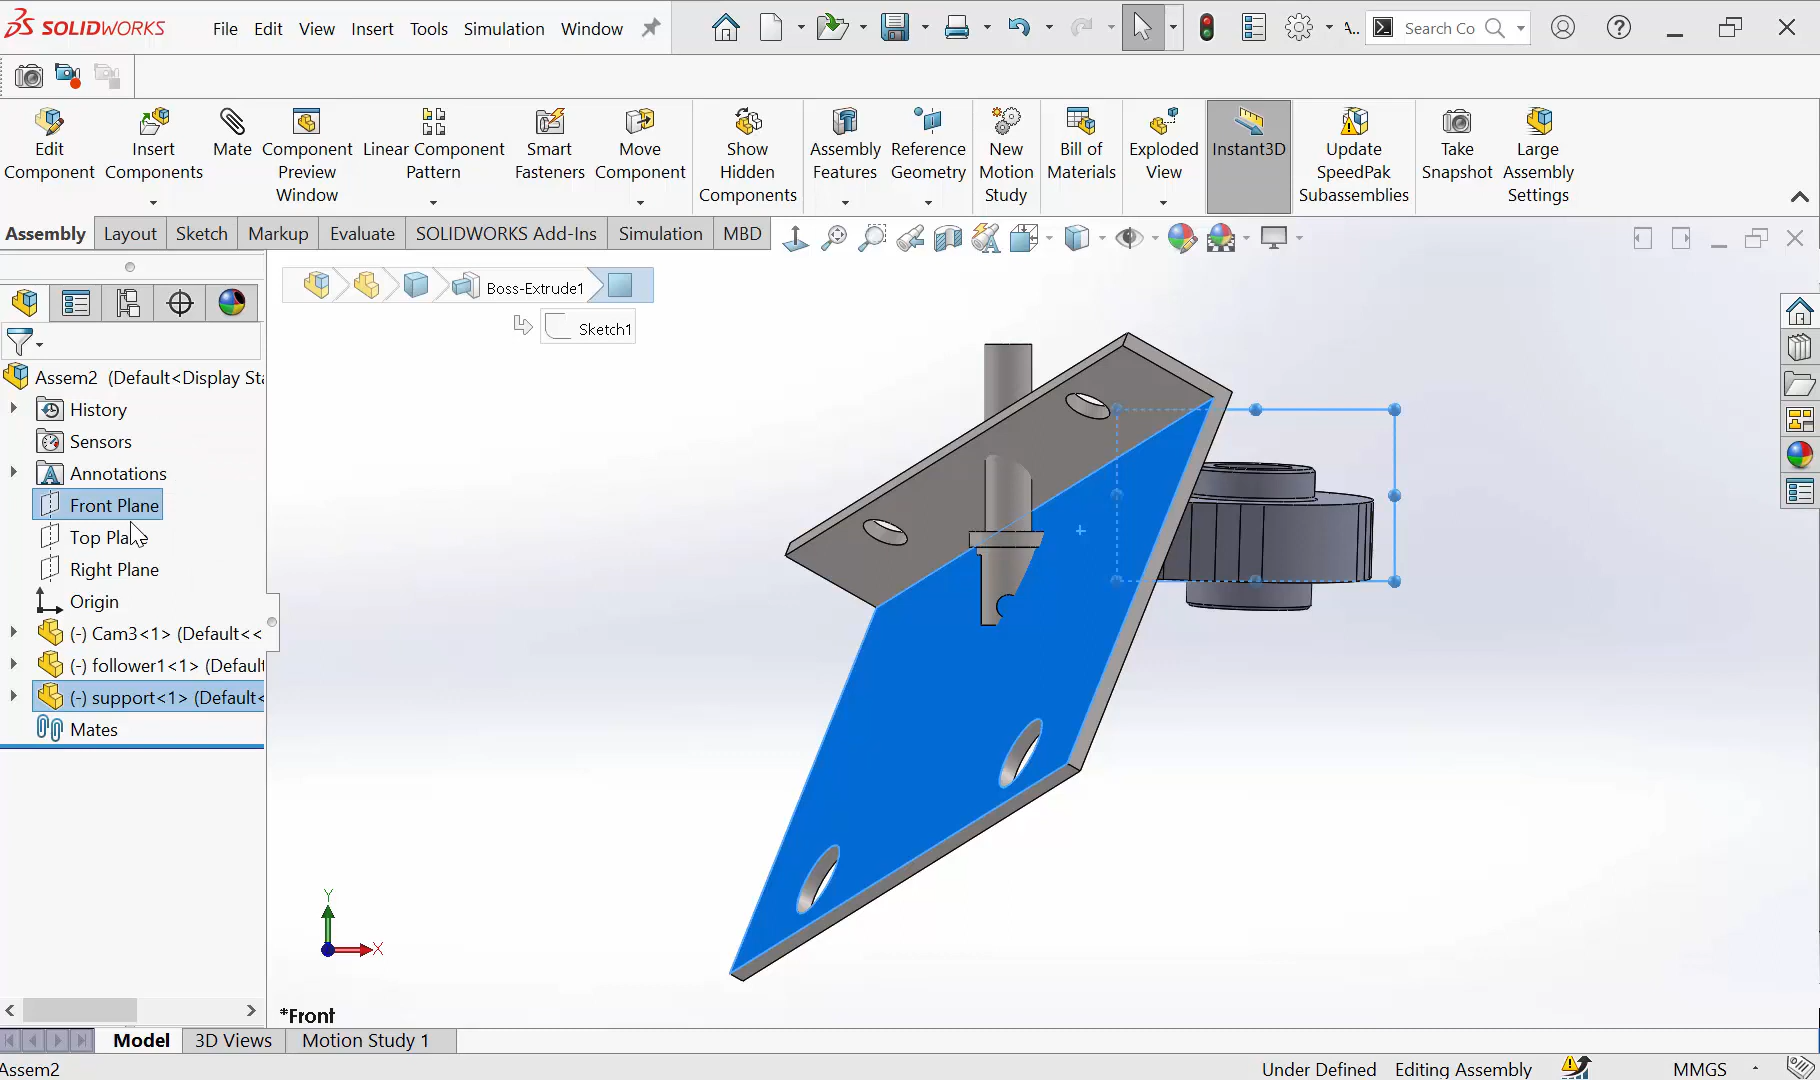 SOLIDWORKS File Edit View Insert Tools Simulation Window A.. Search Co
Edit Component
Insert Components
Mate
Component Preview Window
Linear Component Pattern
Smart Fasteners
Move Component
Show Hidden Components
Assembly Features
Reference Geometry
New Motion Study
Bill of Materials
Exploded View
Instant3D
Update SpeedPak Subassemblies
Take Snapshot
Large Assembly Settings
Assembly Layout Sketch Markup Evaluate SOLIDWORKS Add-Ins Simulation MBD
Boss-Extrude1
Sketch1
Assem2 (Default<Display Sta
History
Sensors
Annotations
Front Plane
Top Plane
Right Plane
Origin
(-) Cam3<1> (Default<<
(-) follower1<1> (Default
(-) support<1> (Default<
Mates
Y
X
*Front
Model 3D Views Motion Study 1
Assem2 Under Defined Editing Assembly MMGS